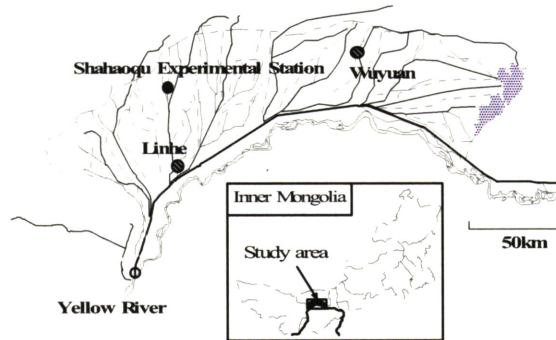 Shahaoqu Experimental Station
Wuyuan
Linhe
Inner Mongolia
Study area
50km
Yellow River